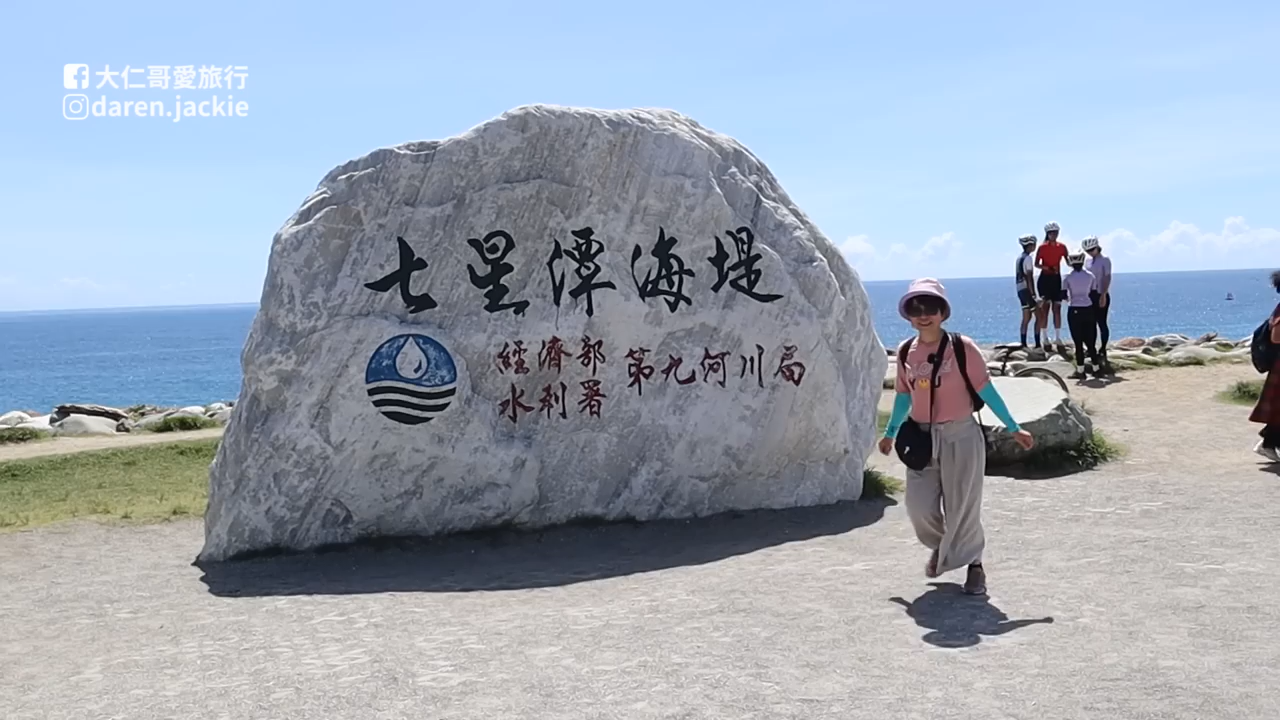 大仁哥愛旅行
daren.jackie
七星潭海堤
經濟部
水利署
第九河川局